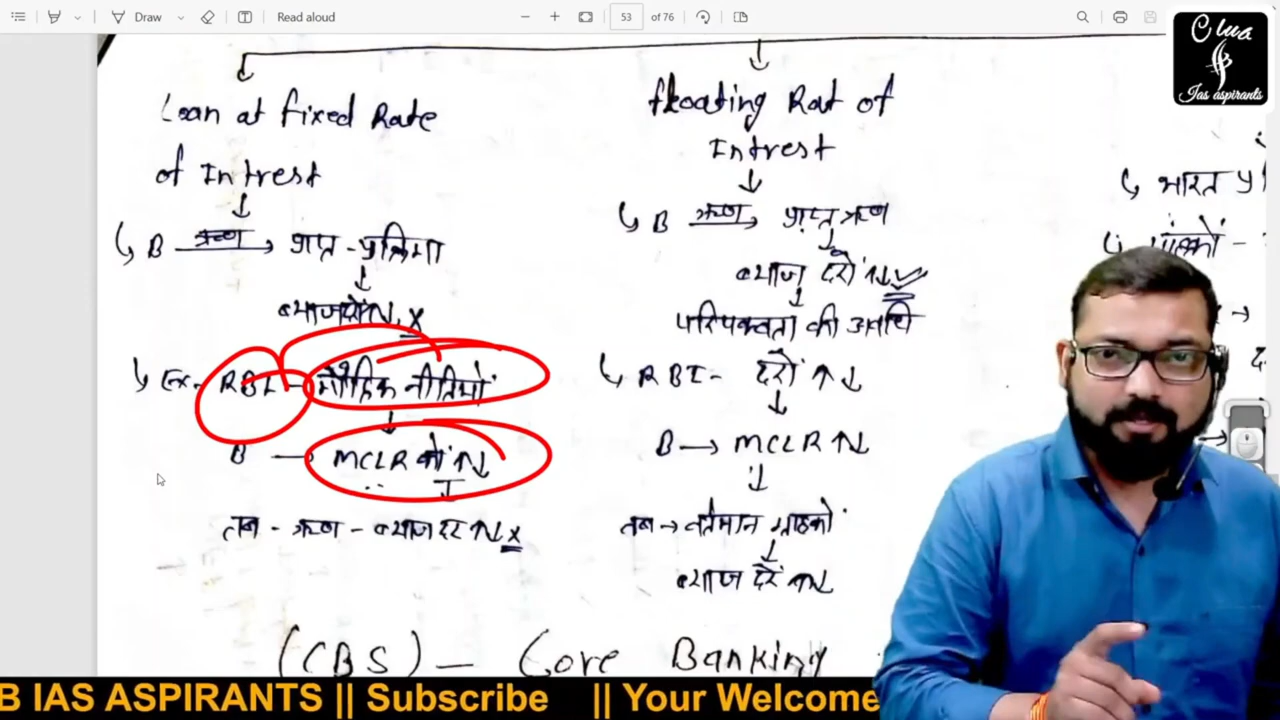 Draw
Read aloud
53 of 76
Clua
Ias aspirants
Loan at fixed Rate
of Intrest
B ऋण प्राप्त -
ब्याजदरों ↑↓ x
Ex- RBI - मौद्रिक नीतियों
B → MCLR को ↑↓
तब - ऋण - ब्याज दर ↑↓ x
floating Rat of
Intrest
B ऋण प्राप्त ऋण
ब्याज दरों ↑↓ ✓
परिपक्वता की अवधि
RBI - दरों ↑↓
B → MCLR ↑↓
तब → वर्तमान ग्राहकों
ब्याज दरें ↑↓
भारत
(CBS) - Core Banking
B IAS ASPIRANTS || Subscribe || Your Welcome